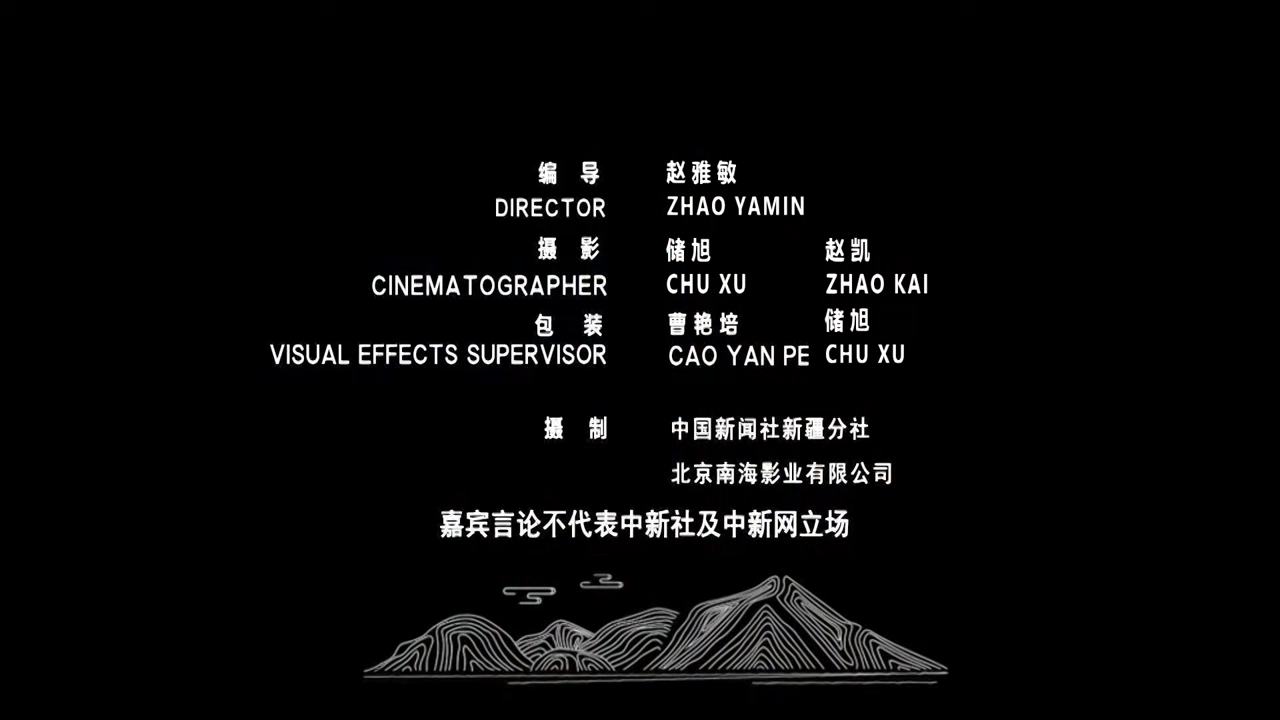 编 导 赵雅敏
DIRECTOR ZHAO YAMIN
摄 影 储旭 赵凯
CINEMATOGRAPHER CHU XU ZHAO KAI
包 装 曹艳培 储旭
VISUAL EFFECTS SUPERVISOR CAO YAN PE CHU XU
摄 制 中国新闻社新疆分社
北京南海影业有限公司
嘉宾言论不代表中新社及中新网立场